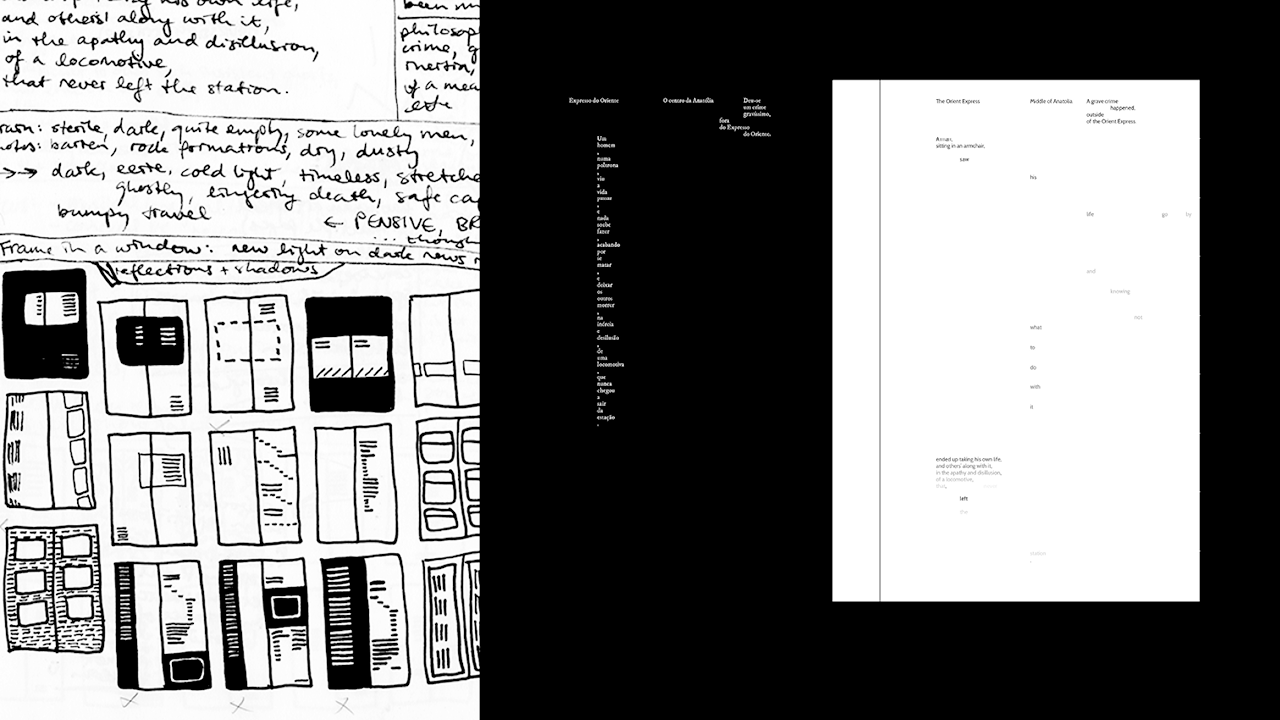 and others' along with it,
in the apathy and disillusion,
of a locomotive,
that never left the station.
philosop
crime, g
inertia,
of a mea
: sterile, dark, quite empty, some lonely men,
notes: barren, rock formations, dry, dusty
→→ dark, eerie, cold light, timeless, stretche
ghostly, lingering death, safe ca
bumpy travel
← PENSIVE, BR
... though
Frame in a window: new light on dark news
reflections + shadows
Expresso do Oriente
O centro da Anatólia
Deu-se
um crime
gravíssimo,
fora
do Expresso
do Oriente.
Um
homem
,
numa
poltrona
,
viu
a
vida
passar
,
e
nada
soube
fazer
,
acabando
por
se
matar
,
e
deixar
os
outros
morrer
,
na
inércia
e
desilusão
,
de
uma
locomotiva
,
que
nunca
chegou
a
sair
da
estação
.
The Orient Express
Middle of Anatolia
A grave crime
happened,
outside
of the Orient Express
A man,
sitting in an armchair,
saw
his
life go by
and
knowing
not
what
to
do
with
it
ended up taking his own life,
and others' along with it,
in the apathy and disillusion,
of a locomotive,
that, never
left
the
station
.